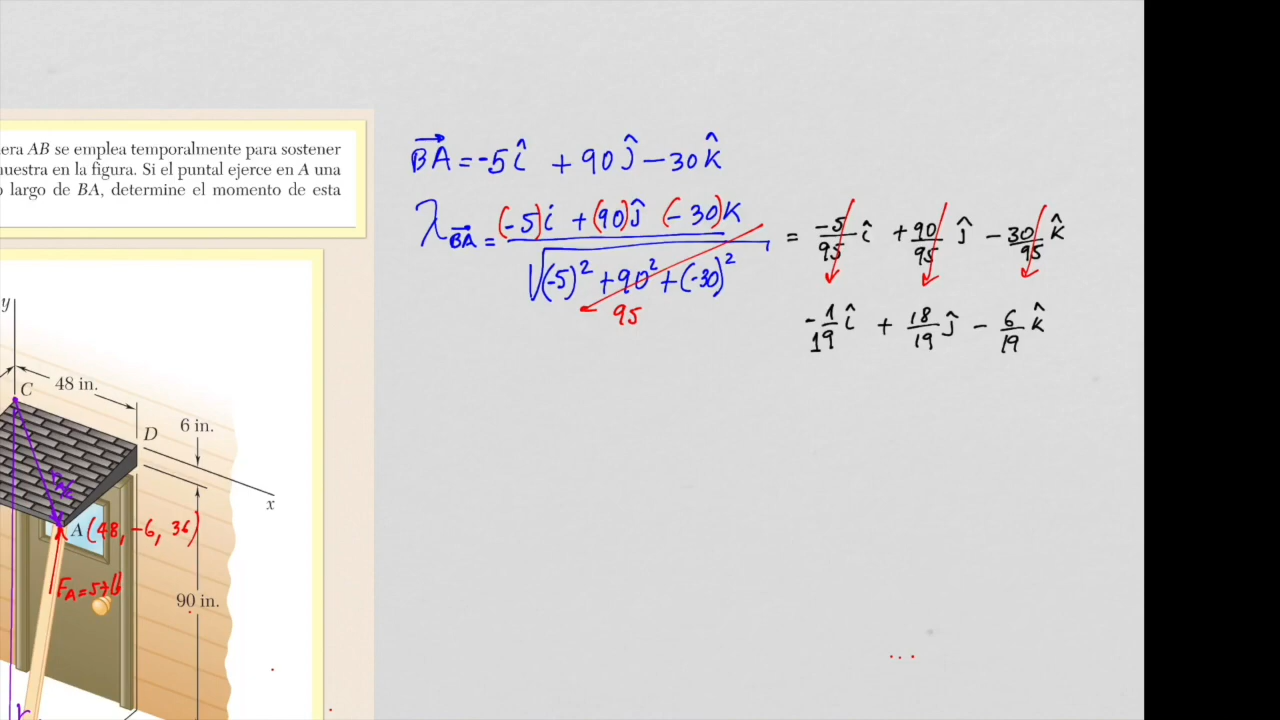 era AB se emplea temporalmente para sostener
uestra en la figura. Si el puntal ejerce en A una
o largo de BA, determine el momento de esta
BA = -5î + 90ĵ - 30k̂
λBA = (-5)i + (90)ĵ (-30)k
√(-5)² + 90² + (-30)²
95
= -5/95 î + 90/95 ĵ - 30/95 k̂
-1/19 î + 18/19 ĵ - 6/19 k̂
y
C
48 in.
D
6 in.
x
A (48, -6, 36)
FA = 57 lb
90 in.
...